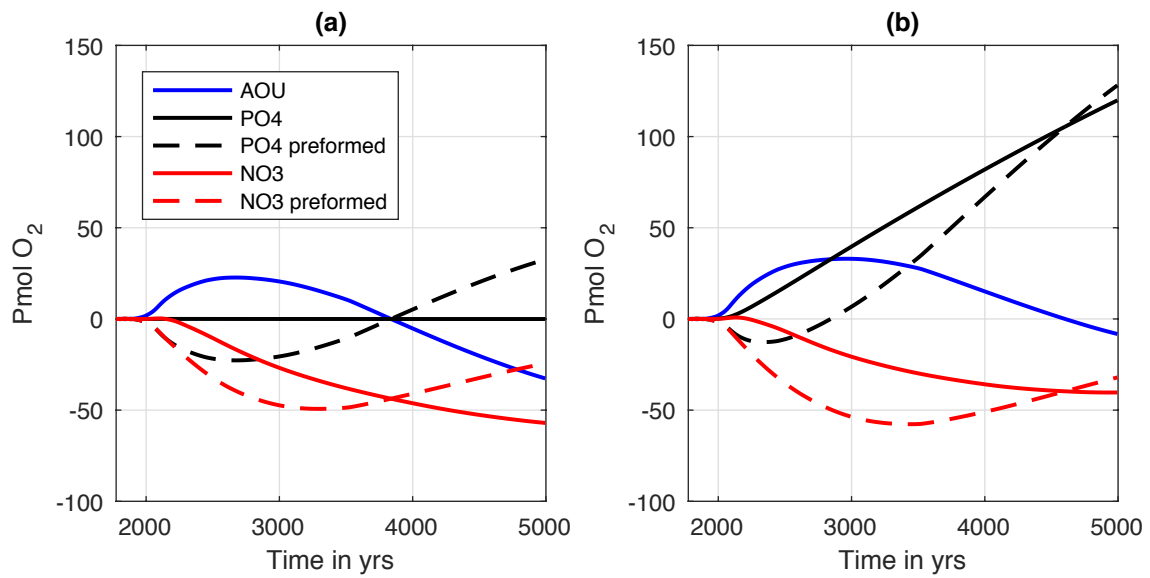 (a)
150
100
50
0
-50
-100
Pmol O2
AOU
PO4
PO4 preformed
NO3
NO3 preformed
2000 3000 4000 5000
Time in yrs
(b)
150
100
50
0
-50
-100
Pmol O2
2000 3000 4000 5000
Time in yrs